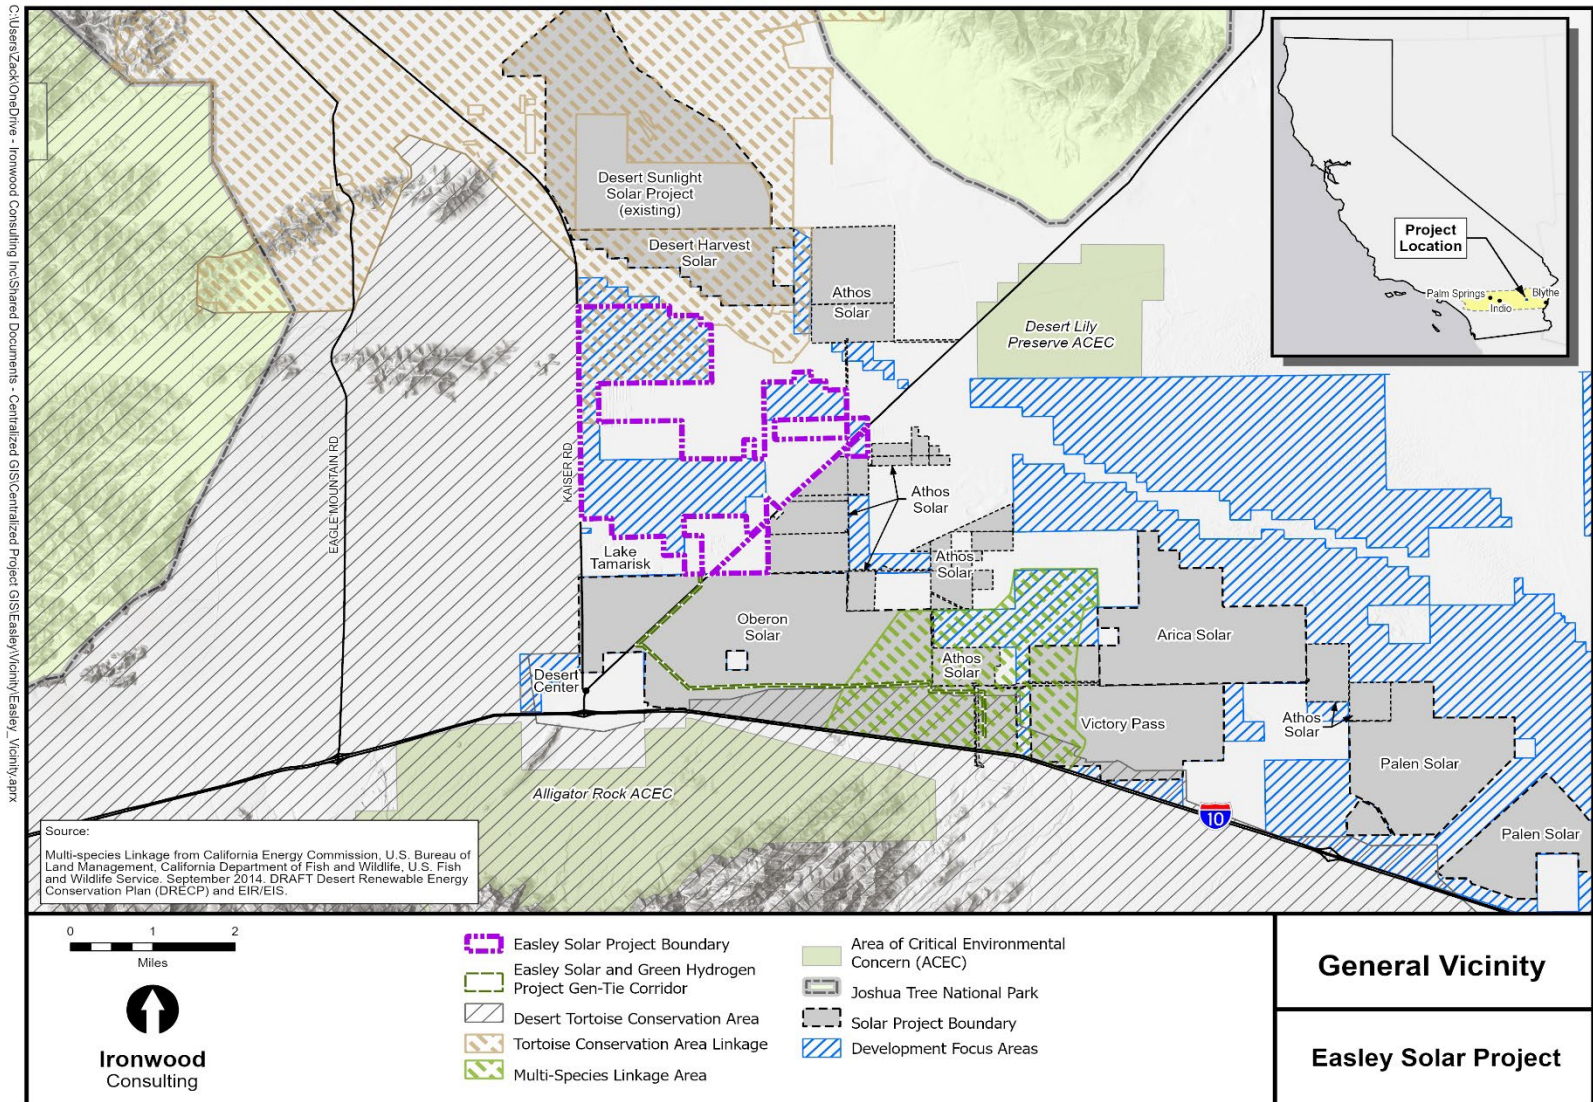 C:\Users\Zack\OneDrive - Ironwood Consulting Inc\Shared Documents - Centralized GIS\Centralized Project GIS\Easley\Vicinity\Easley_Vicinity.aprx
Desert Sunlight
Solar Project
(existing)
Desert Harvest
Solar
Athos
Solar
Desert Lily
Preserve ACEC
Project
Location
Palm Springs
Blythe
Indio
EAGLE MOUNTAIN RD
KAISER RD
Athos
Solar
Lake
Tamarisk
Athos
Solar
Oberon
Solar
Arica Solar
Athos
Solar
Desert
Center
Victory Pass
Athos
Solar
Palen Solar
Alligator Rock ACEC
10
Palen Solar
Source:
Multi-species Linkage from California Energy Commission, U.S. Bureau of
Land Management, California Department of Fish and Wildlife, U.S. Fish
and Wildlife Service. September 2014. DRAFT Desert Renewable Energy
Conservation Plan (DRECP) and EIR/EIS.
0 1 2
Miles
Ironwood
Consulting
Easley Solar Project Boundary
Easley Solar and Green Hydrogen
Project Gen-Tie Corridor
Desert Tortoise Conservation Area
Tortoise Conservation Area Linkage
Multi-Species Linkage Area
Area of Critical Environmental
Concern (ACEC)
Joshua Tree National Park
Solar Project Boundary
Development Focus Areas
General Vicinity
Easley Solar Project